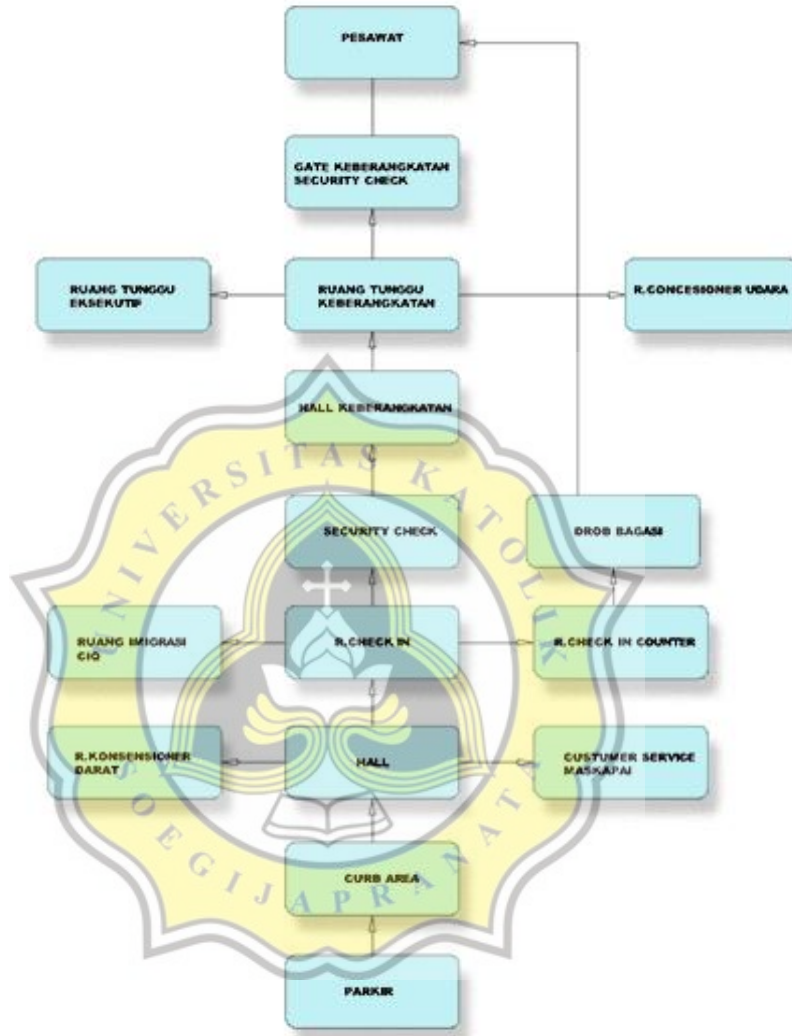 PESAWAT
GATE KEBERANGKATAN
SECURITY CHECK
RUANG TUNGGU
EKSEKUTIF
RUANG TUNGGU
KEBERANGKATAN
R.CONCESIONER UDARA
HALL KEBERANGKATAN
SECURITY CHECK
DROB BAGASI
RUANG IMIGRASI
CIQ
R.CHECK IN
R.CHECK IN COUNTER
R.KONSENSIONER
DARAT
HALL
CUSTUMER SERVICE
MASKAPAI
CURB AREA
PARKIR
UNIVERSITAS KATOLIK
SOEGIJAPRANATA